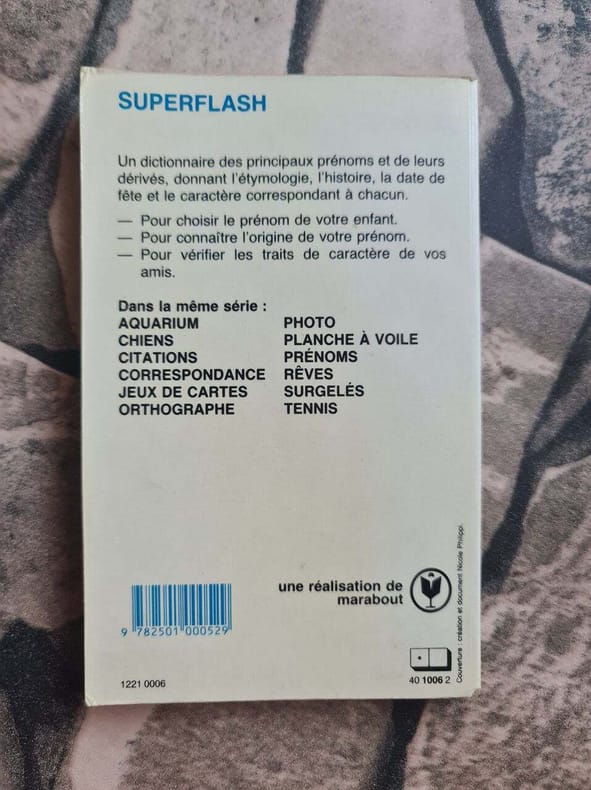 SUPERFLASH
Un dictionnaire des principaux prénoms et de leurs
dérivés, donnant l'étymologie, l'histoire, la date de
fête et le caractère correspondant à chacun.
— Pour choisir le prénom de votre enfant.
— Pour connaître l'origine de votre prénom.
— Pour vérifier les traits de caractère de vos
amis.
Dans la même série :
AQUARIUM
CHIENS
CITATIONS
CORRESPONDANCE
JEUX DE CARTES
ORTHOGRAPHE
PHOTO
PLANCHE À VOILE
PRÉNOMS
RÊVES
SURGELÉS
TENNIS
une réalisation de
marabout
Couverture : création et document Nicole Philippi.
9 782501 000529
1221 0006
40 1006 2